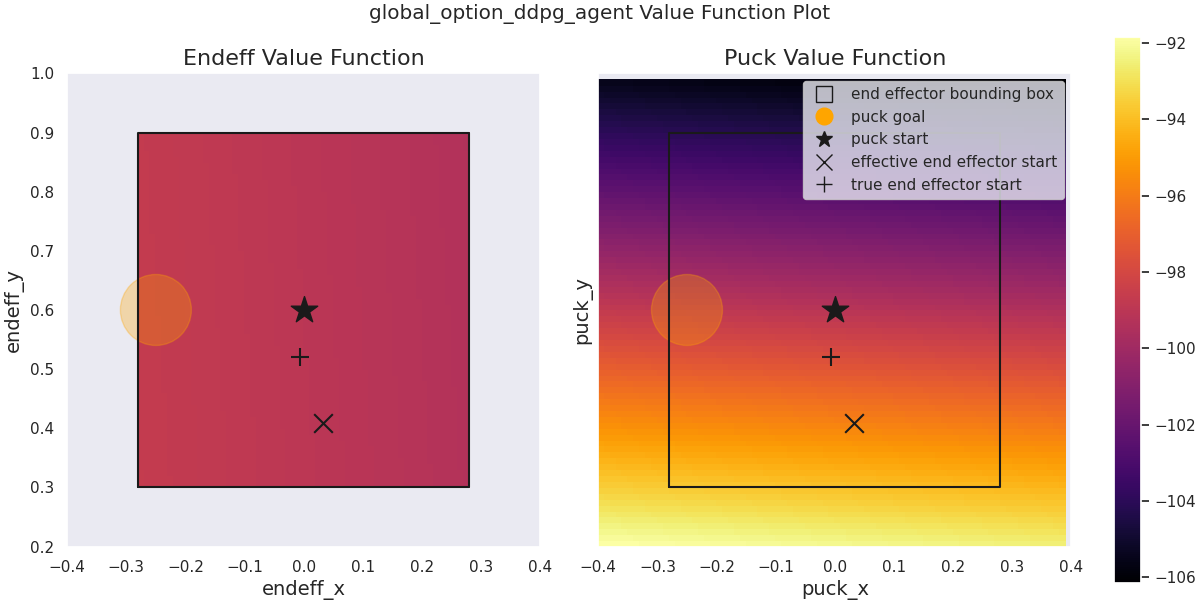 global_option_ddpg_agent Value Function Plot
Endeff Value Function
1.0
0.9
0.8
0.7
0.6
0.5
0.4
0.3
0.2
endeff_y
−0.4 −0.3 −0.2 −0.1 0.0 0.1 0.2 0.3 0.4
endeff_x
Puck Value Function
end effector bounding box
puck goal
puck start
effective end effector start
true end effector start
puck_y
−0.4 −0.3 −0.2 −0.1 0.0 0.1 0.2 0.3 0.4
puck_x
−92
−94
−96
−98
−100
−102
−104
−106